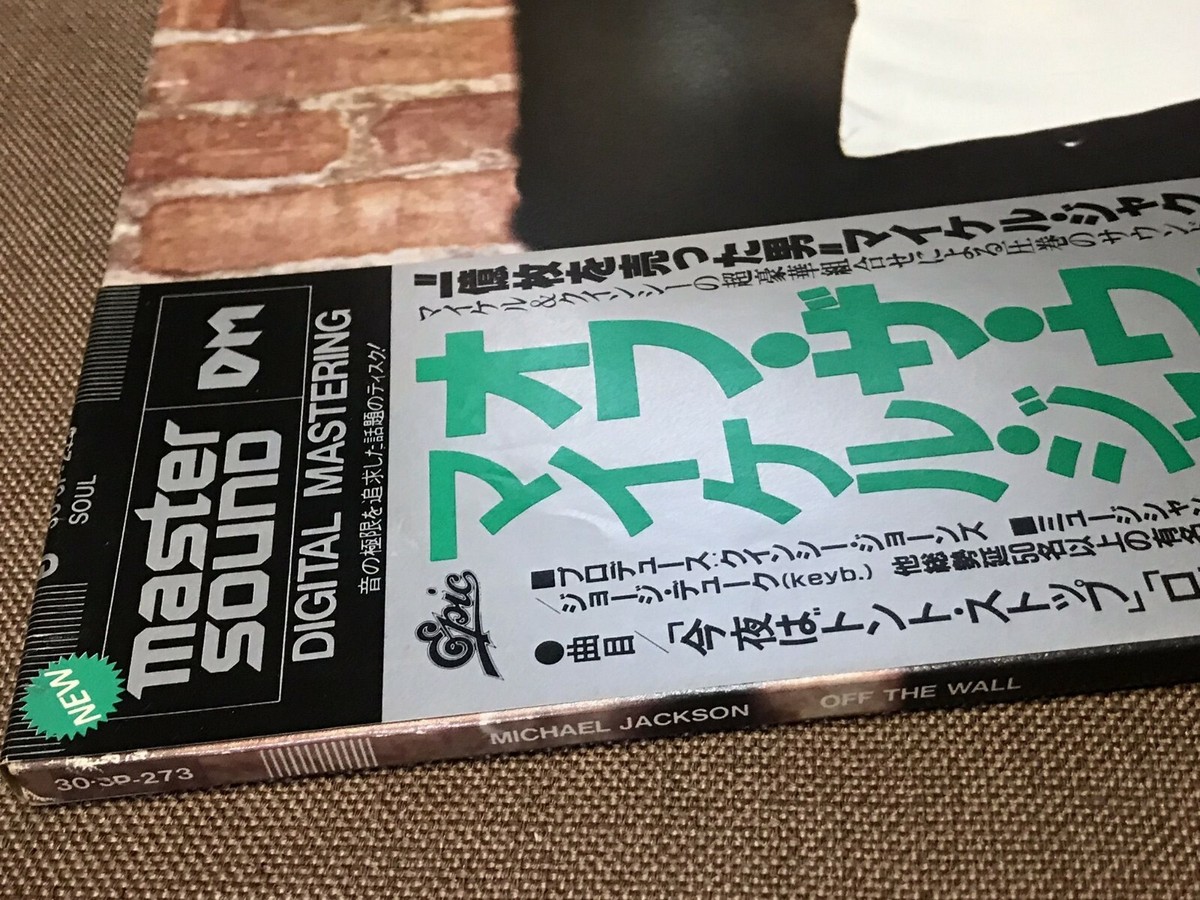 SOUL
master
sound
DM
DIGITAL MASTERING
音の極限を追求した話題のディスク!
NEW
"一億枚を売った男"マイケル・ジャク
マイケル&クインシーの超豪華組合せによる圧巻のサウン
オフ・ザ・ウ
マイケル・ジャ
Epic
■プロデュース:クインシー・ジョーンズ ■ミュージシャ
/ジョージ・デューク(keyb.) 他総勢延50名以上の有名
●曲目/「今夜はドント・ストップ」「ロ
30・3P-273 MICHAEL JACKSON OFF THE WALL